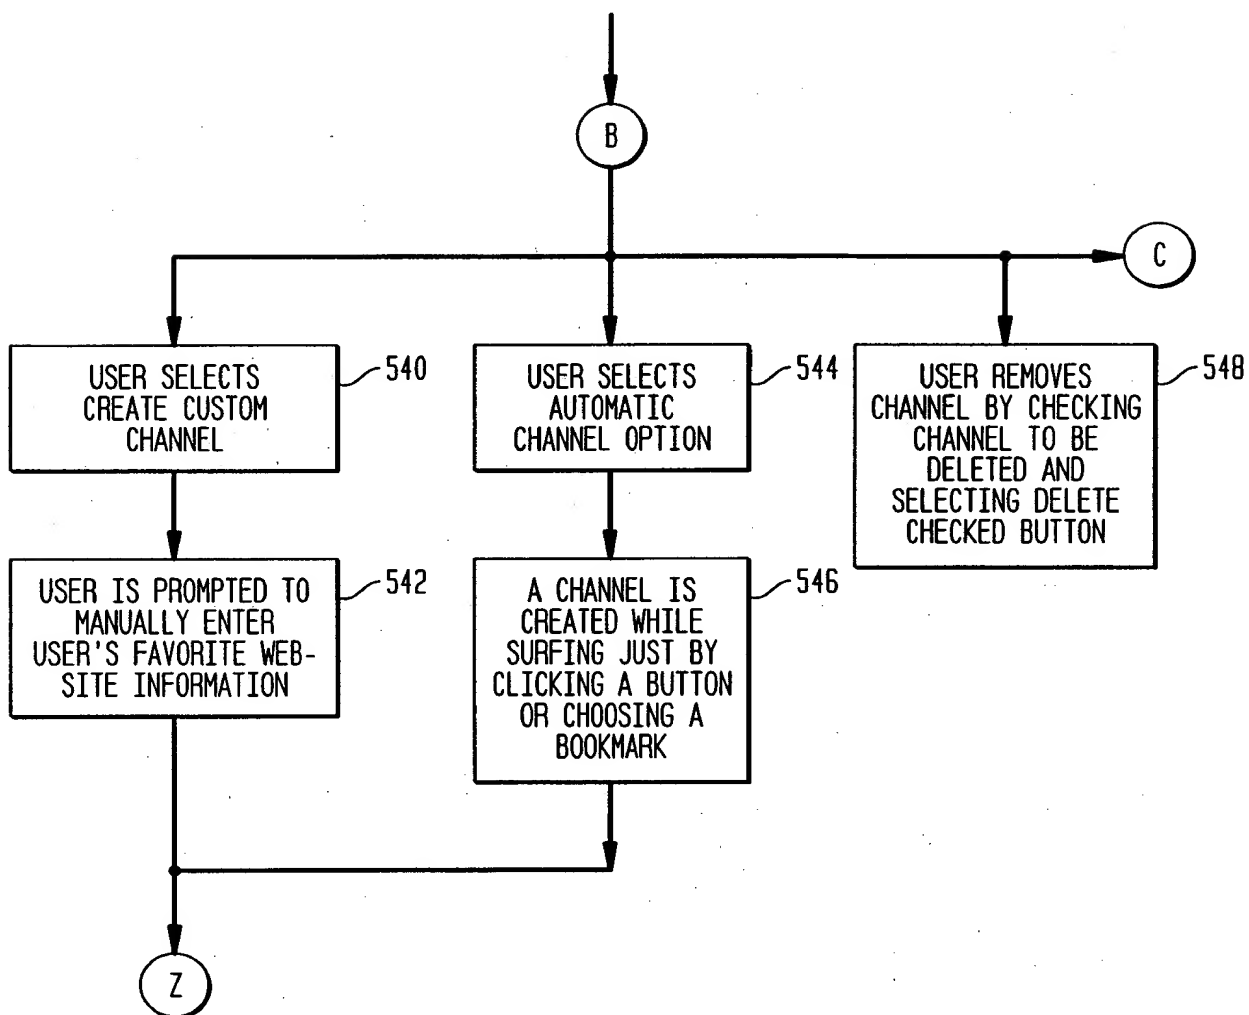 B
C
USER SELECTS
CREATE CUSTOM
CHANNEL
540
USER SELECTS
AUTOMATIC
CHANNEL OPTION
544
USER REMOVES
CHANNEL BY CHECKING
CHANNEL TO BE
DELETED AND
SELECTING DELETE
CHECKED BUTTON
548
USER IS PROMPTED TO
MANUALLY ENTER
USER'S FAVORITE WEB-
SITE INFORMATION
542
A CHANNEL IS
CREATED WHILE
SURFING JUST BY
CLICKING A BUTTON
OR CHOOSING A
BOOKMARK
546
Z